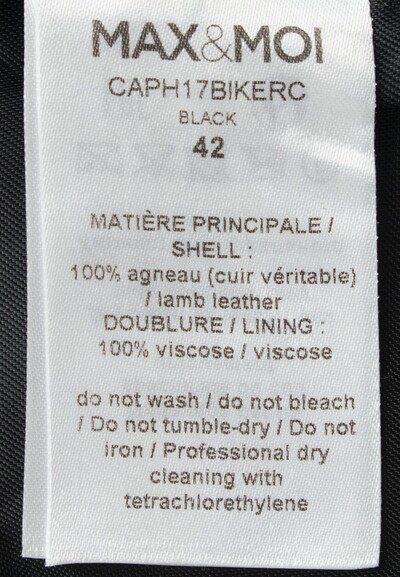 MAX&MOI
CAPH17BIKERC
BLACK
42
MATIÈRE PRINCIPALE /
SHELL :
100% agneau (cuir véritable)
/ lamb leather
DOUBLURE / LINING :
100% viscose / viscose
do not wash / do not bleach
/ Do not tumble-dry / Do not
iron / Professional dry
cleaning with
tetrachlorethylene